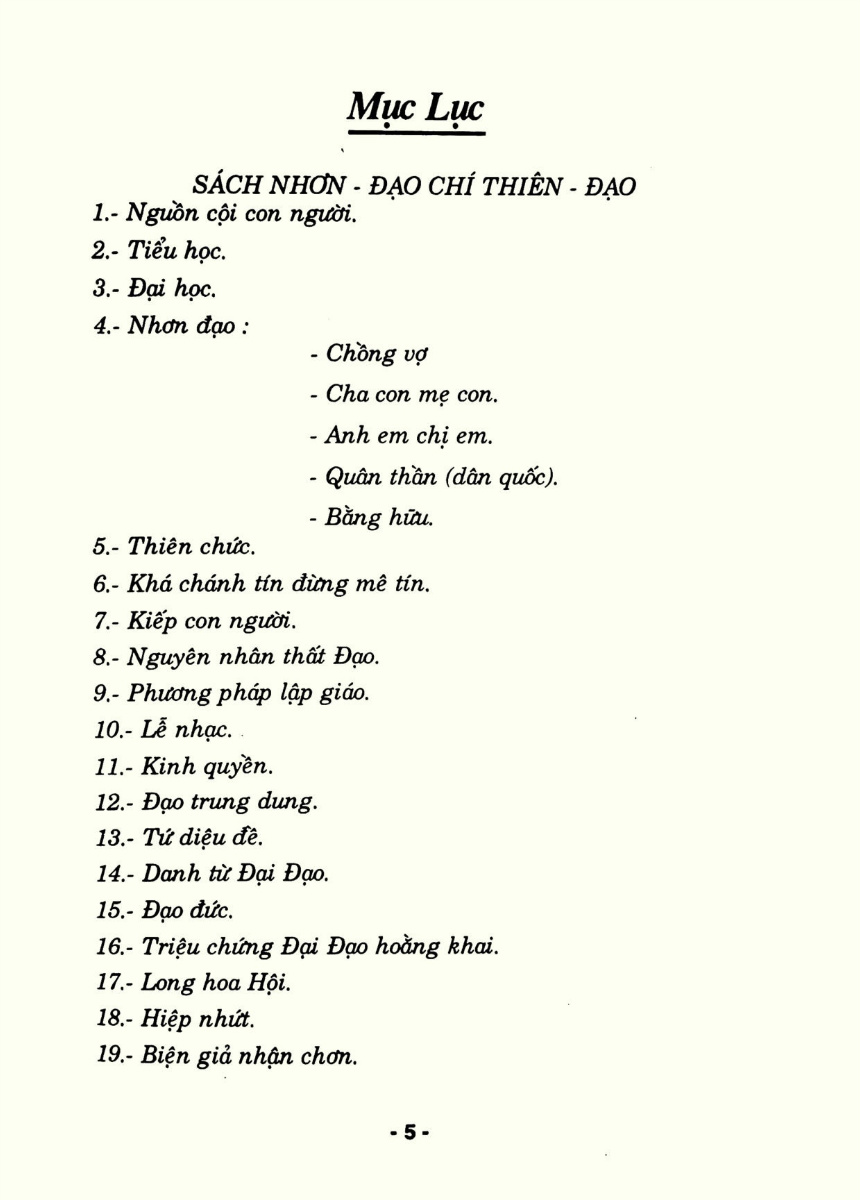 Mục Lục
SÁCH NHƠN - ĐẠO CHÍ THIÊN - ĐẠO
1.- Nguồn cội con người.
2.- Tiểu học.
3.- Đại học.
4.- Nhơn đạo :
- Chồng vợ
- Cha con mẹ con.
- Anh em chị em.
- Quân thần (dân quốc).
- Bằng hữu.
5.- Thiên chức.
6.- Khá chánh tín đừng mê tín.
7.- Kiếp con người.
8.- Nguyên nhân thất Đạo.
9.- Phương pháp lập giáo.
10.- Lễ nhạc.
11.- Kinh quyền.
12.- Đạo trung dung.
13.- Tứ diệu đề.
14.- Danh từ Đại Đạo.
15.- Đạo đức.
16.- Triệu chứng Đại Đạo hoằng khai.
17.- Long hoa Hội.
18.- Hiệp nhứt.
19.- Biện giả nhận chơn.
- 5 -